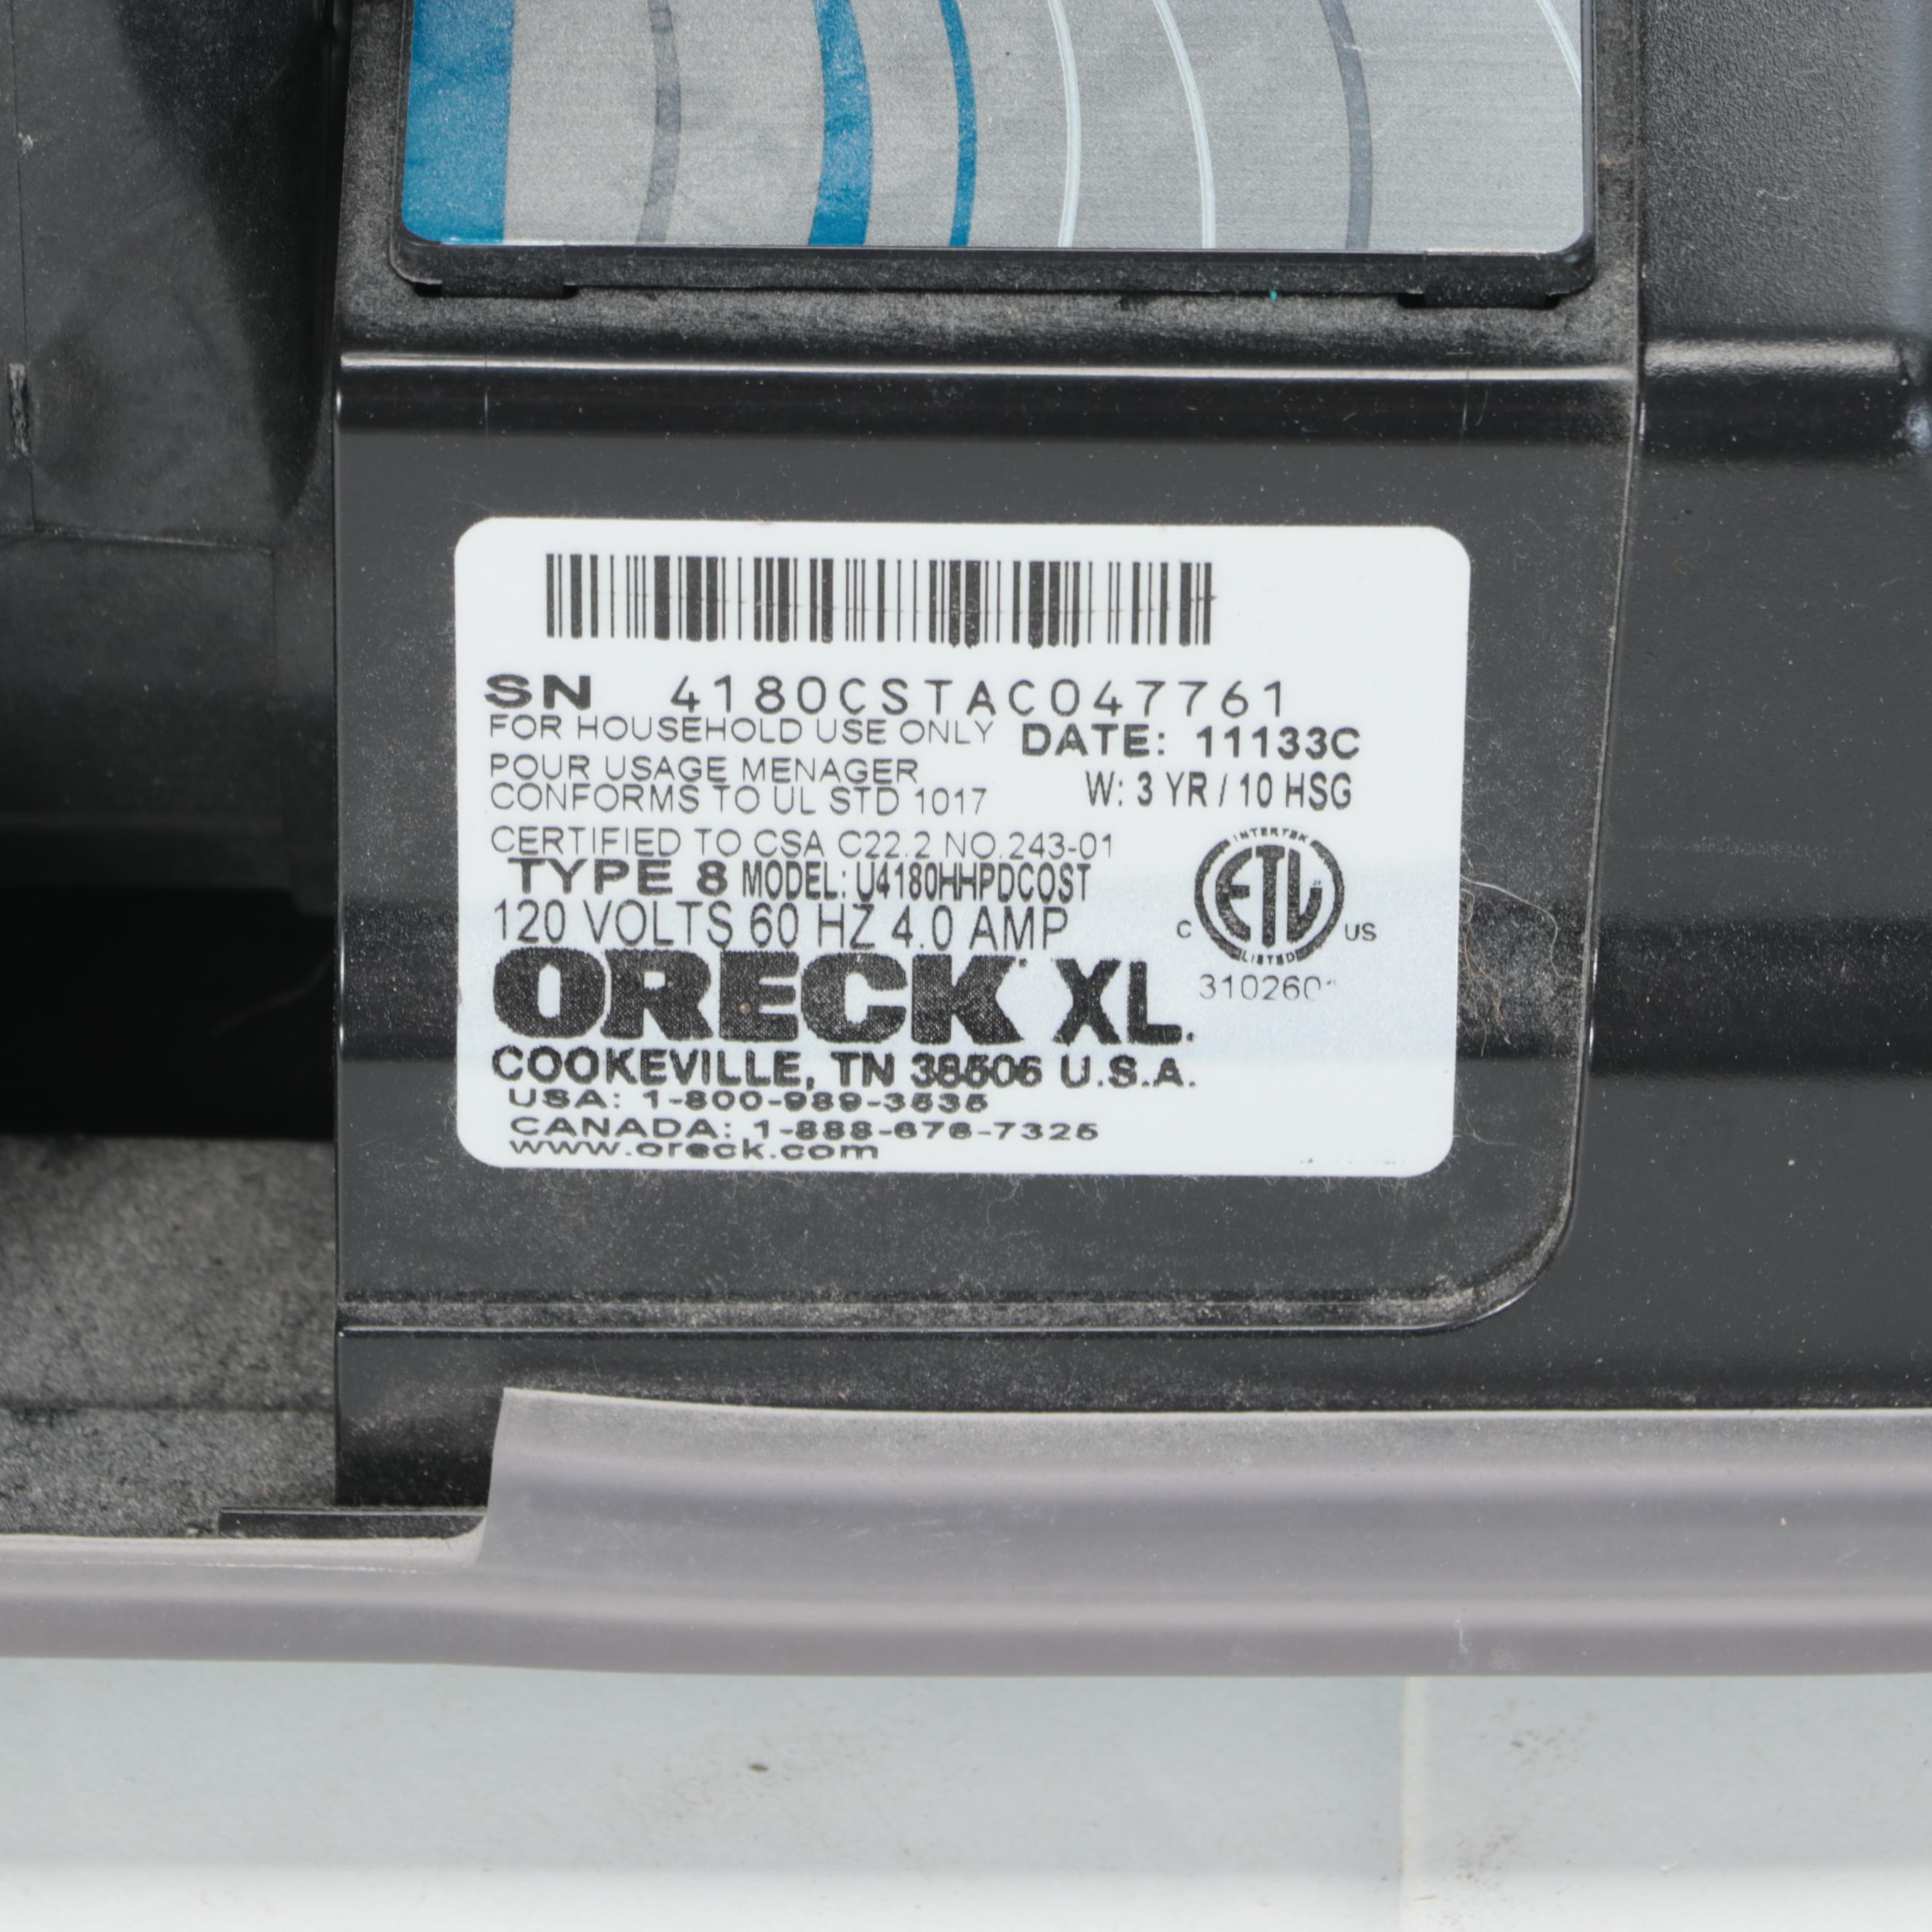 SN 4180CSTAC047761
FOR HOUSEHOLD USE ONLY DATE: 11133C
POUR USAGE MENAGER
CONFORMS TO UL STD 1017 W: 3 YR / 10 HSG
CERTIFIED TO CSA C22.2 NO.243-01
TYPE 8 MODEL: U4180HHPDCOST
120 VOLTS 60 HZ 4.0 AMP
INTERTEK
C ETL US
LISTED
ORECK XL.
COOKEVILLE, TN 38506 U.S.A.
USA: 1-800-989-3535
CANADA: 1-888-676-7325
www.oreck.com